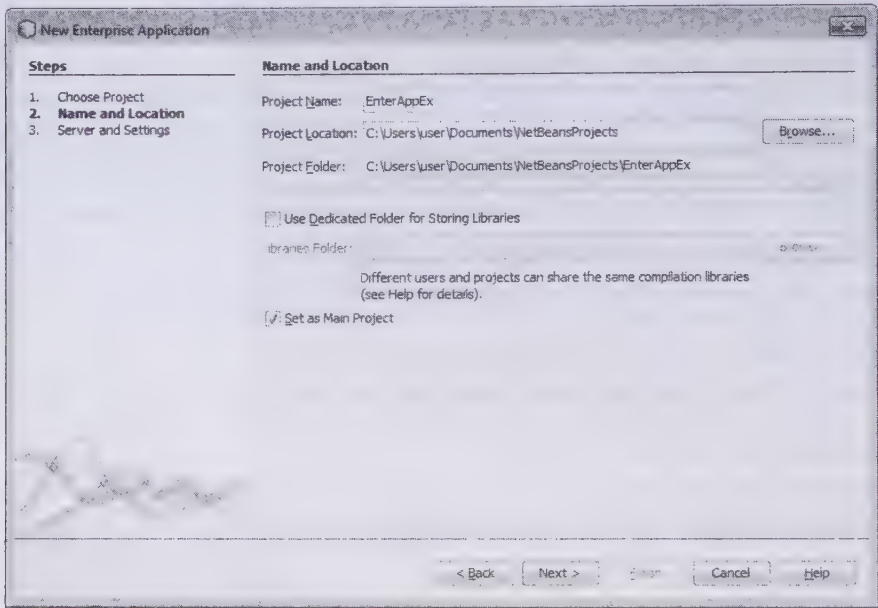 New Enterprise Application
Steps
1. Choose Project
2. Name and Location
3. Server and Settings
Name and Location
Project Name: EnterAppEx
Project Location: C:\Users\user\Documents\NetBeansProjects
Browse...
Project Folder: C:\Users\user\Documents\NetBeansProjects\EnterAppEx
Use Dedicated Folder for Storing Libraries
Folder:
Different users and projects can share the same compilation libraries
(see Help for details).
Set as Main Project
< Back
Next >
Cancel
Help